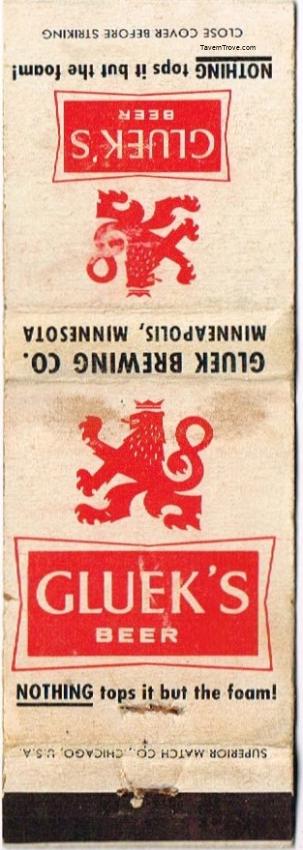 CLOSE COVER BEFORE STRIKING
TavernTrove.com
NOTHING tops it but the foam!
GLUEK'S
BEER
GLUEK BREWING CO.
MINNEAPOLIS, MINNESOTA
GLUEK'S
BEER
NOTHING tops it but the foam!
SUPERIOR MATCH CO., CHICAGO, U.S.A.